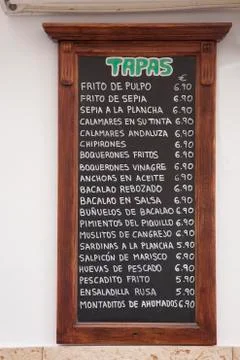 TAPAS
€
FRITO DE PULPO 6.90
FRITO DE SEPIA 6.90
SEPIA A LA PLANCHA 6.90
CALAMARES EN SU TINTA 6.90
CALAMARES ANDALUZA 6.90
CHIPIRONES 6.90
BOQUERONES FRITOS 6.90
BOQUERONES VINAGRE 6.90
ANCHOAS EN ACEITE 6.90
BACALAO REBOZADO 6.90
BACALAO EN SALSA 6.90
BUÑUELOS DE BACALAO 6.90
PIMIENTOS DEL PIQUILLO 6.90
MUSLITOS DE CANGREJO 6.90
SARDINAS A LA PLANCHA 5.90
SALPICÓN DE MARISCO 6.90
HUEVAS DE PESCADO 6.90
PESCADITO FRITO 5.90
ENSALADILLA RUSA 5.90
MONTADITOS DE AHUMADOS 6.90